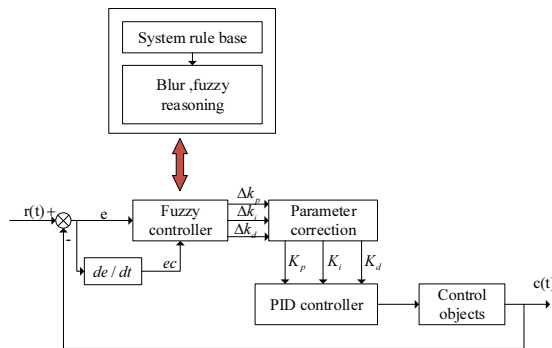 System rule base
Blur ,fuzzy
reasoning
r(t) +
-
e
de / dt
ec
Fuzzy
controller
Δk_p
Δk_i
Δk_d
Parameter
correction
K_p
K_i
K_d
PID controller
Control
objects
c(t)